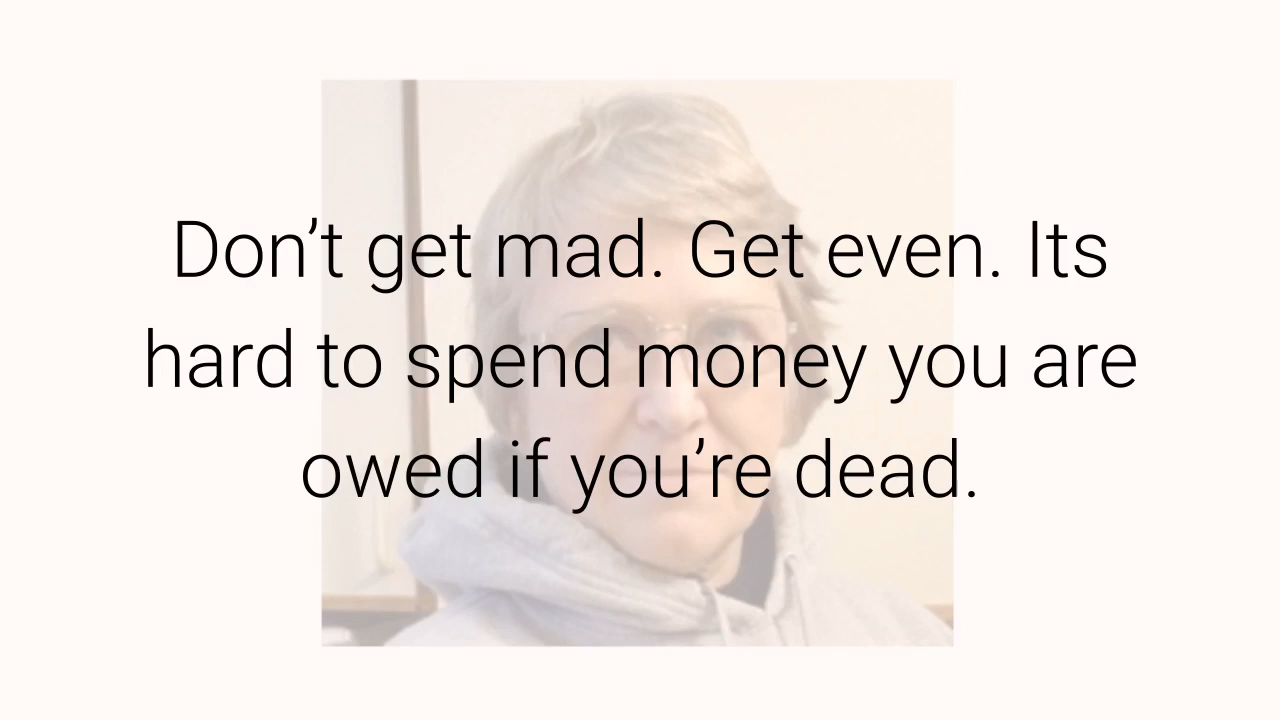 Don’t get mad. Get even. Its
hard to spend money you are
owed if you’re dead.